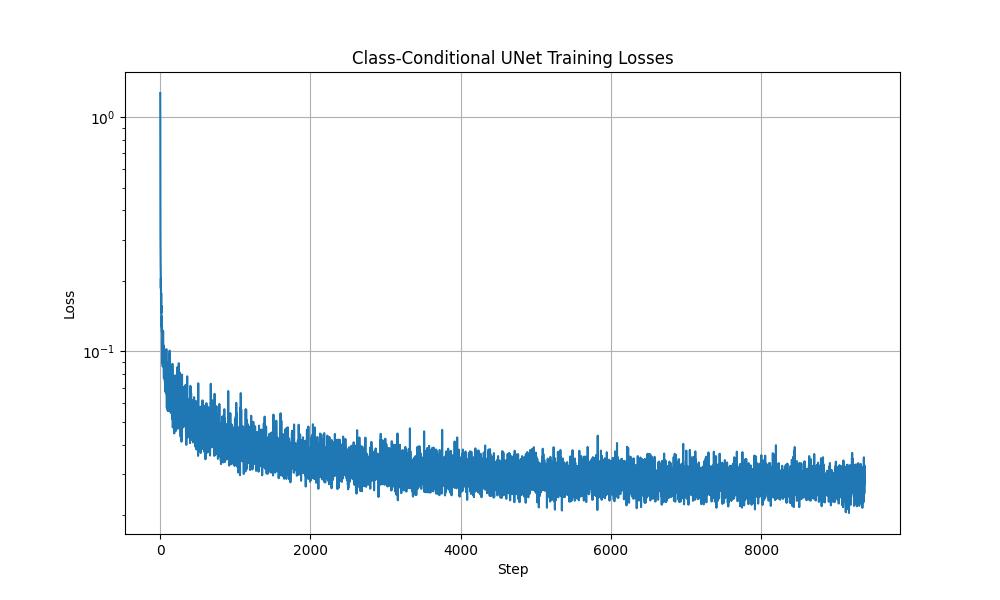 Class-Conditional UNet Training Losses
Loss
10⁰
10⁻¹
0 2000 4000 6000 8000
Step